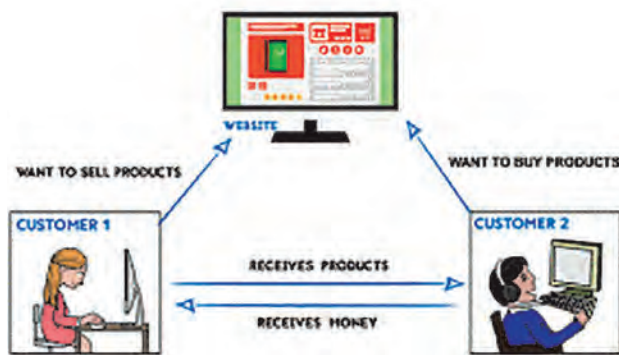 WEBSITE
WANT TO SELL PRODUCTS
WANT TO BUY PRODUCTS
CUSTOMER 1
CUSTOMER 2
RECEIVES PRODUCTS
RECEIVES MONEY